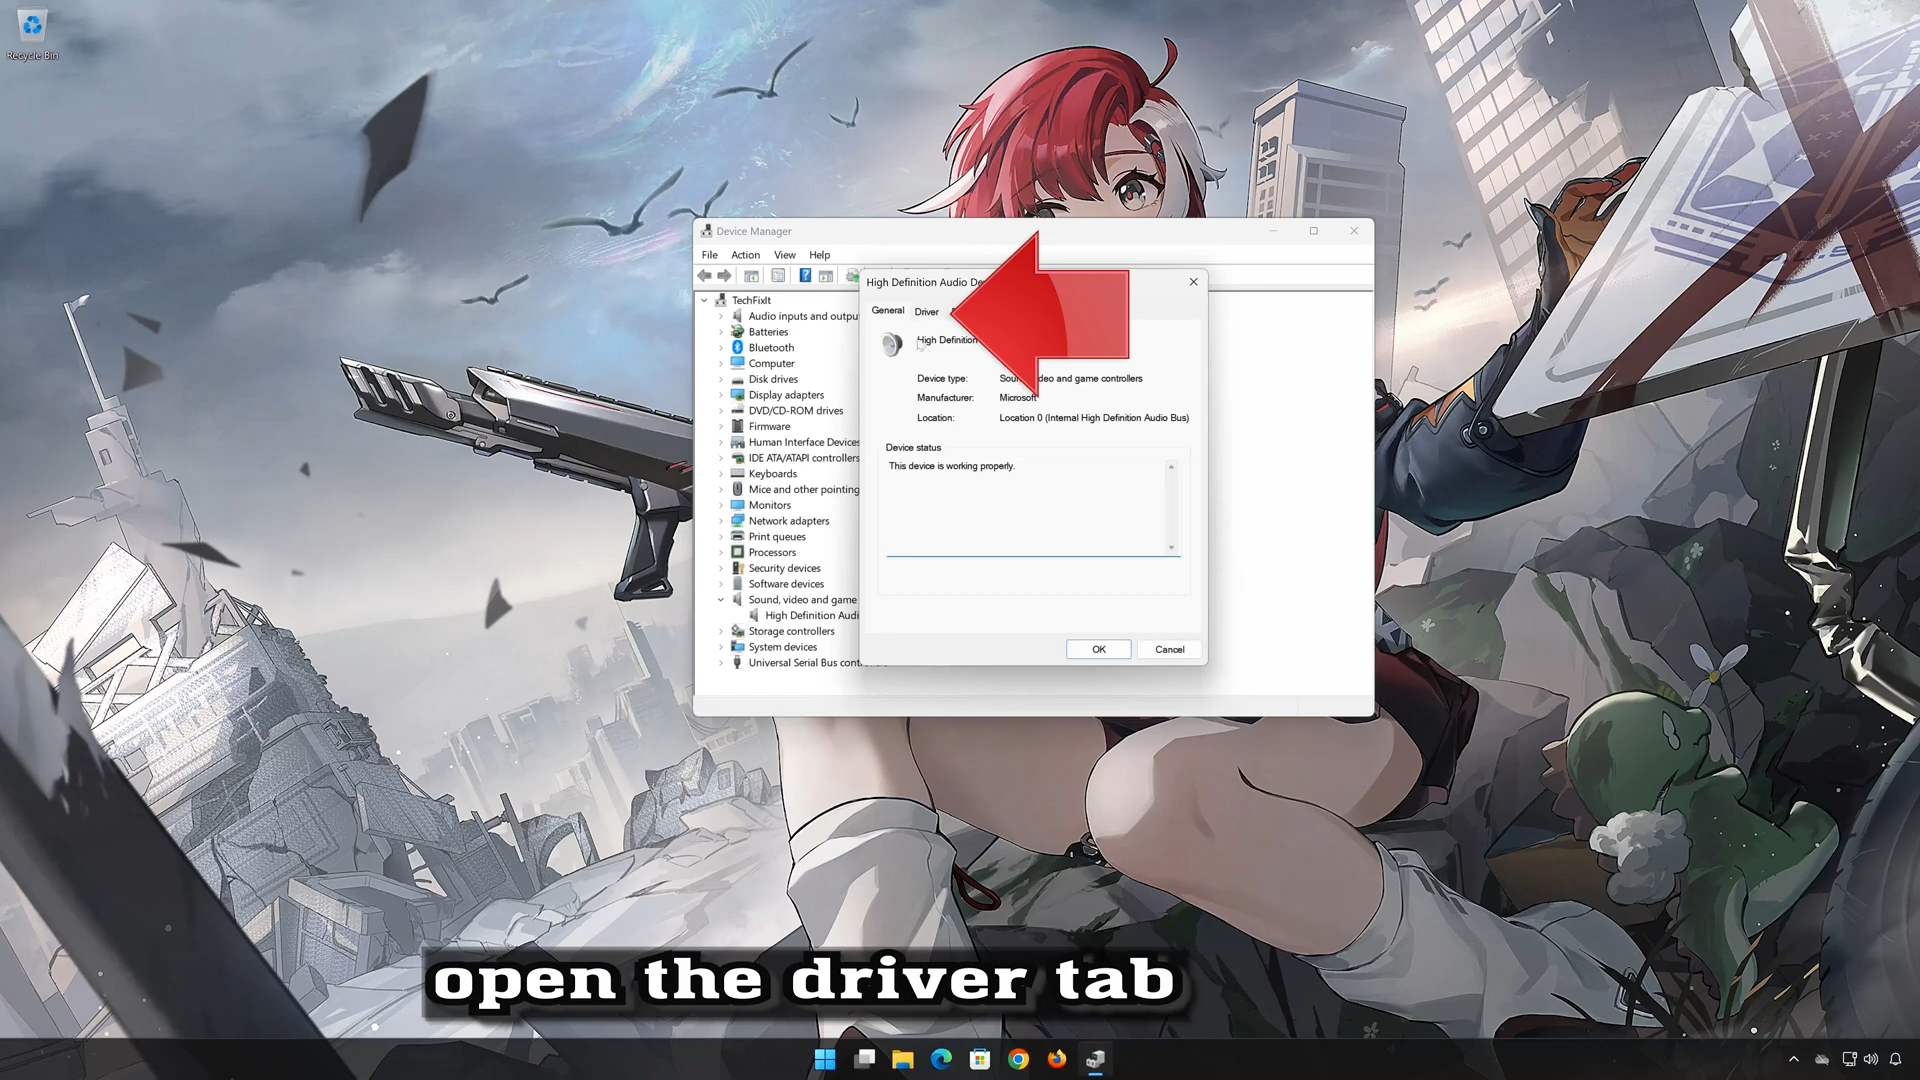 Recycle Bin
Device Manager
File Action View Help
TechFixIt
Audio inputs and outpu
Batteries
Bluetooth
Computer
Disk drives
Display adapters
DVD/CD-ROM drives
Firmware
Human Interface Devices
IDE ATA/ATAPI controllers
Keyboards
Mice and other pointing
Monitors
Network adapters
Print queues
Processors
Security devices
Software devices
Sound, video and game
High Definition Audi
Storage controllers
System devices
Universal Serial Bus cont
High Definition Audio De
General Driver
High Definition
Device type: Sound, video and game controllers
Manufacturer: Microsoft
Location: Location 0 (Internal High Definition Audio Bus)
Device status
This device is working properly.
OK Cancel
open the driver tab